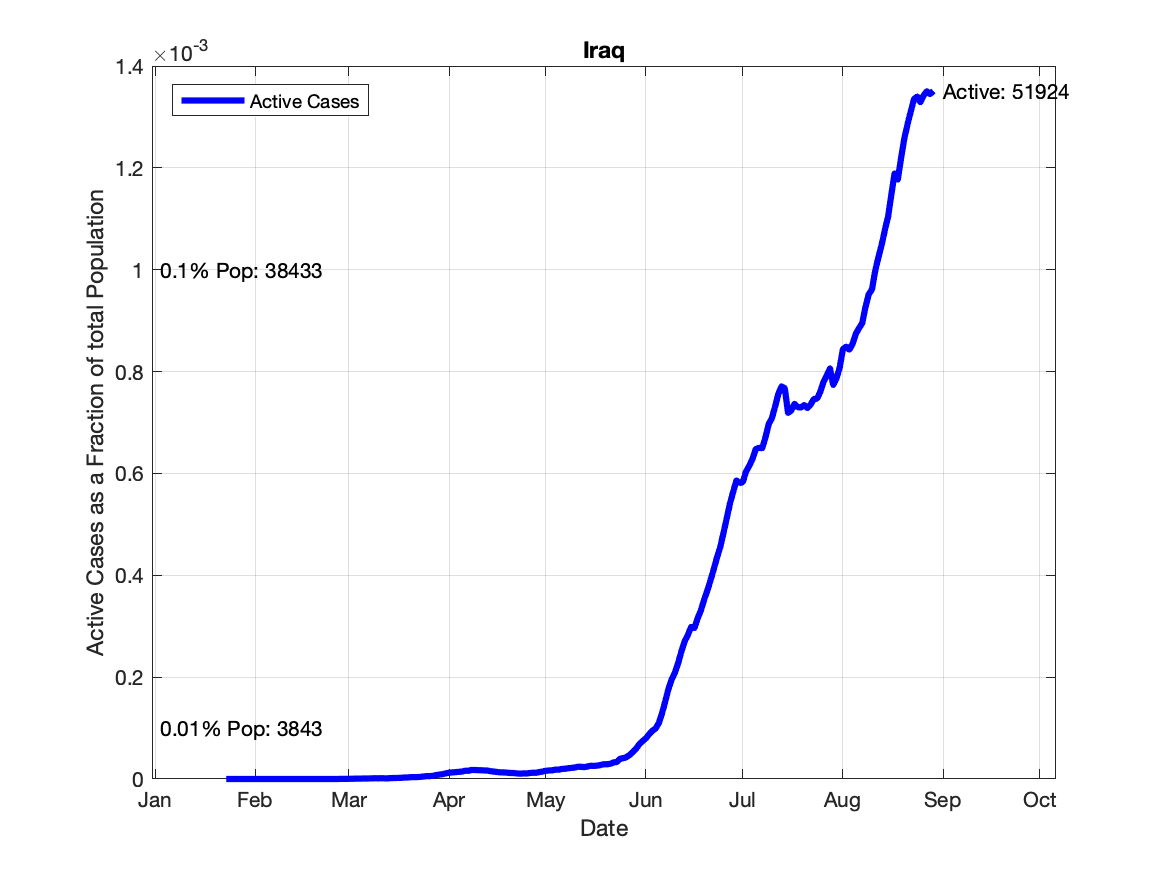 Iraq
×10-3
1.4
Active Cases
Active: 51924
1.2
1
0.1% Pop: 38433
0.8
0.6
0.4
0.2
0.01% Pop: 3843
0
Active Cases as a Fraction of total Population
Jan Feb Mar Apr May Jun Jul Aug Sep Oct
Date